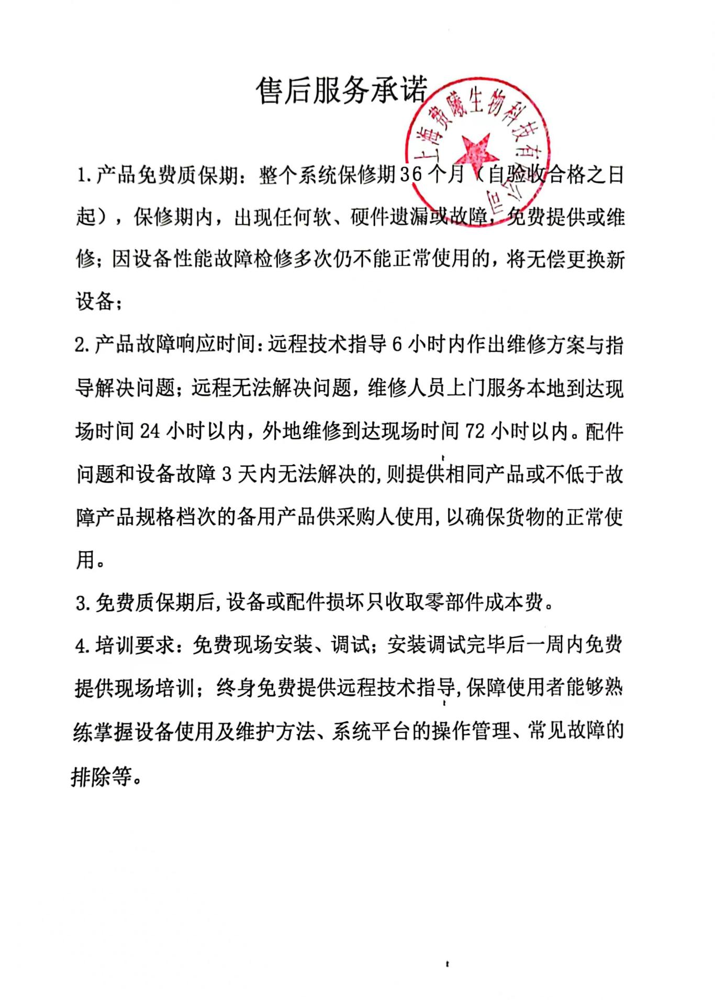 售后服务承诺
上海费曦生物科技有限公司
1.产品免费质保期：整个系统保修期36个月（自验收合格之日
起），保修期内，出现任何软、硬件遗漏或故障，免费提供或维
修；因设备性能故障检修多次仍不能正常使用的，将无偿更换新
设备；
2.产品故障响应时间：远程技术指导6小时内作出维修方案与指
导解决问题；远程无法解决问题，维修人员上门服务本地到达现
场时间24小时以内，外地维修到达现场时间72小时以内。配件
问题和设备故障3天内无法解决的,则提供相同产品或不低于故
障产品规格档次的备用产品供采购人使用,以确保货物的正常使
用。
3.免费质保期后,设备或配件损坏只收取零部件成本费。
4.培训要求：免费现场安装、调试；安装调试完毕后一周内免费
提供现场培训；终身免费提供远程技术指导,保障使用者能够熟
练掌握设备使用及维护方法、系统平台的操作管理、常见故障的
排除等。